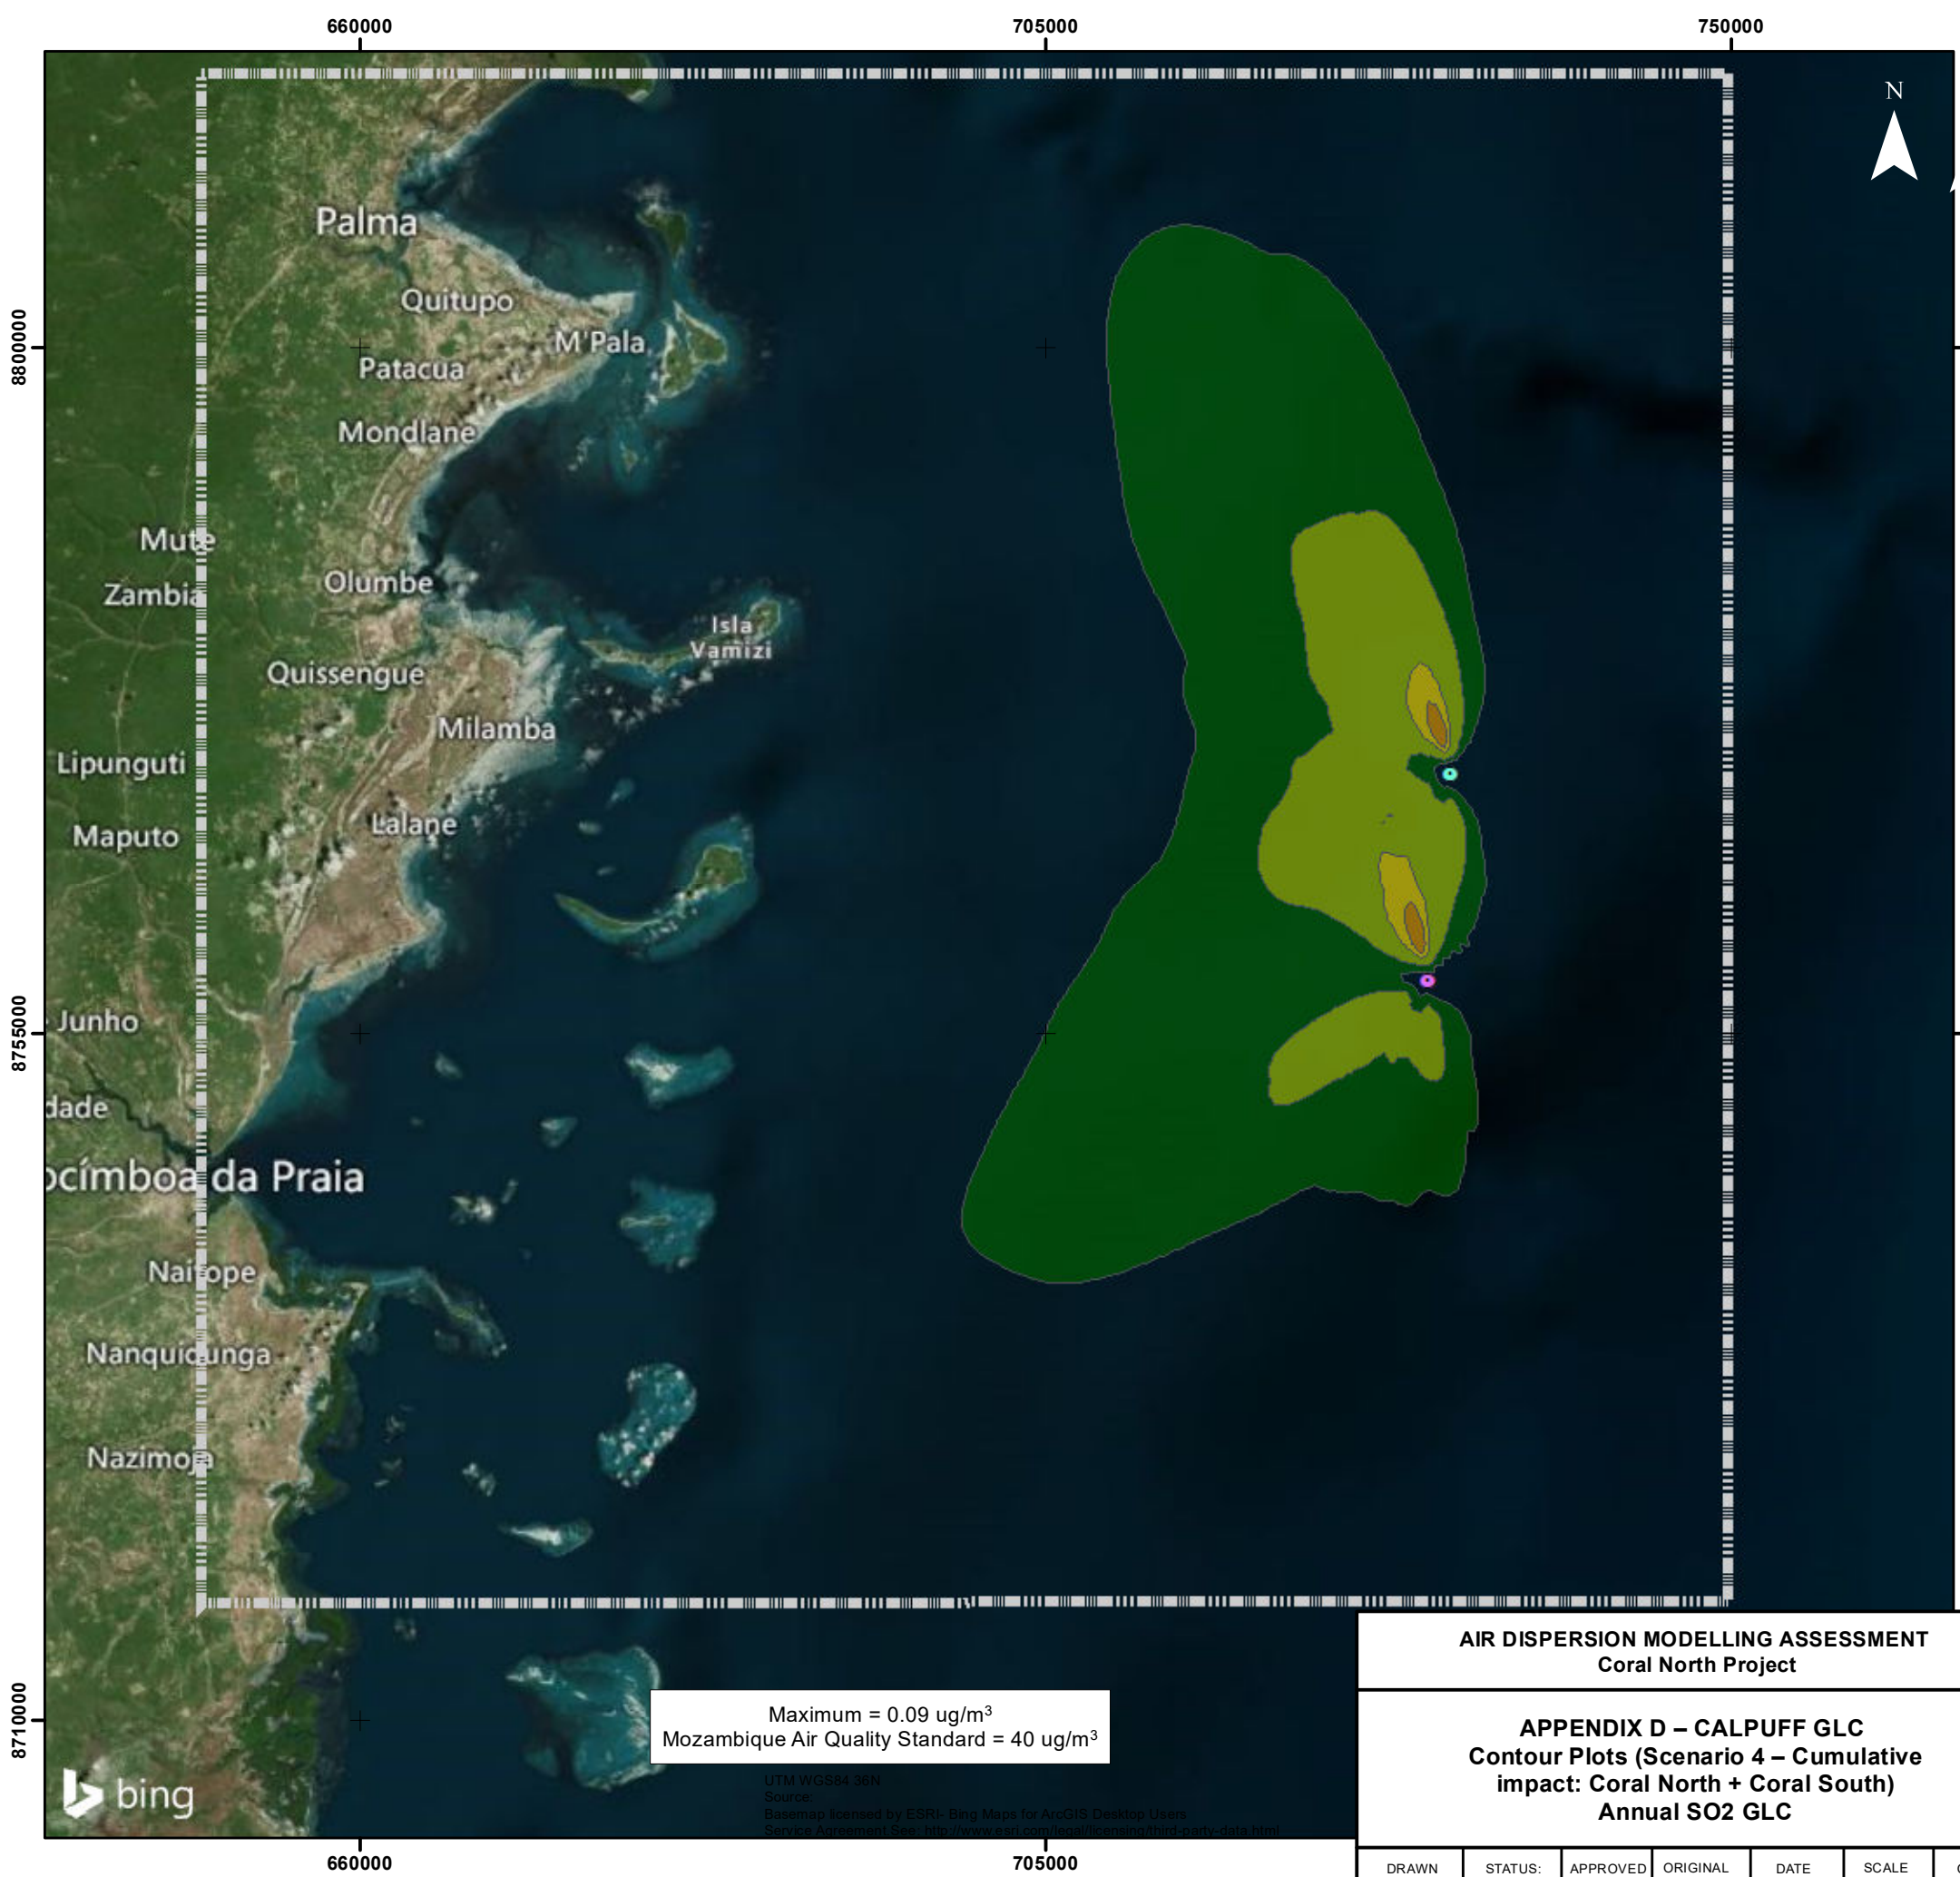 660000
705000
750000
N
Palma
Quitupo
8800000
M'Pala
Patacua
Mondlane
Mute
Olumbe
Zambia
Isla
Vamizi
Quissengue
Milamba
Lipunguti
Lalane
Maputo
8755000
Junho
dade
ocímboa da Praia
Naitope
Nanquidunga
Nazimoja
8710000
AIR DISPERSION MODELLING ASSESSMENT
Coral North Project
Maximum = 0.09 ug/m³
Mozambique Air Quality Standard = 40 ug/m³
APPENDIX D – CALPUFF GLC
Contour Plots (Scenario 4 – Cumulative
impact: Coral North + Coral South)
Annual SO2 GLC
bing
UTM WGS84 36N
Source:
Basemap licensed by ESRI- Bing Maps for ArcGIS Desktop Users
Service Agreement See: http://www.esri.com/legal/licensing/third-party-data.html
660000
705000
DRAWN STATUS: APPROVED ORIGINAL DATE SCALE